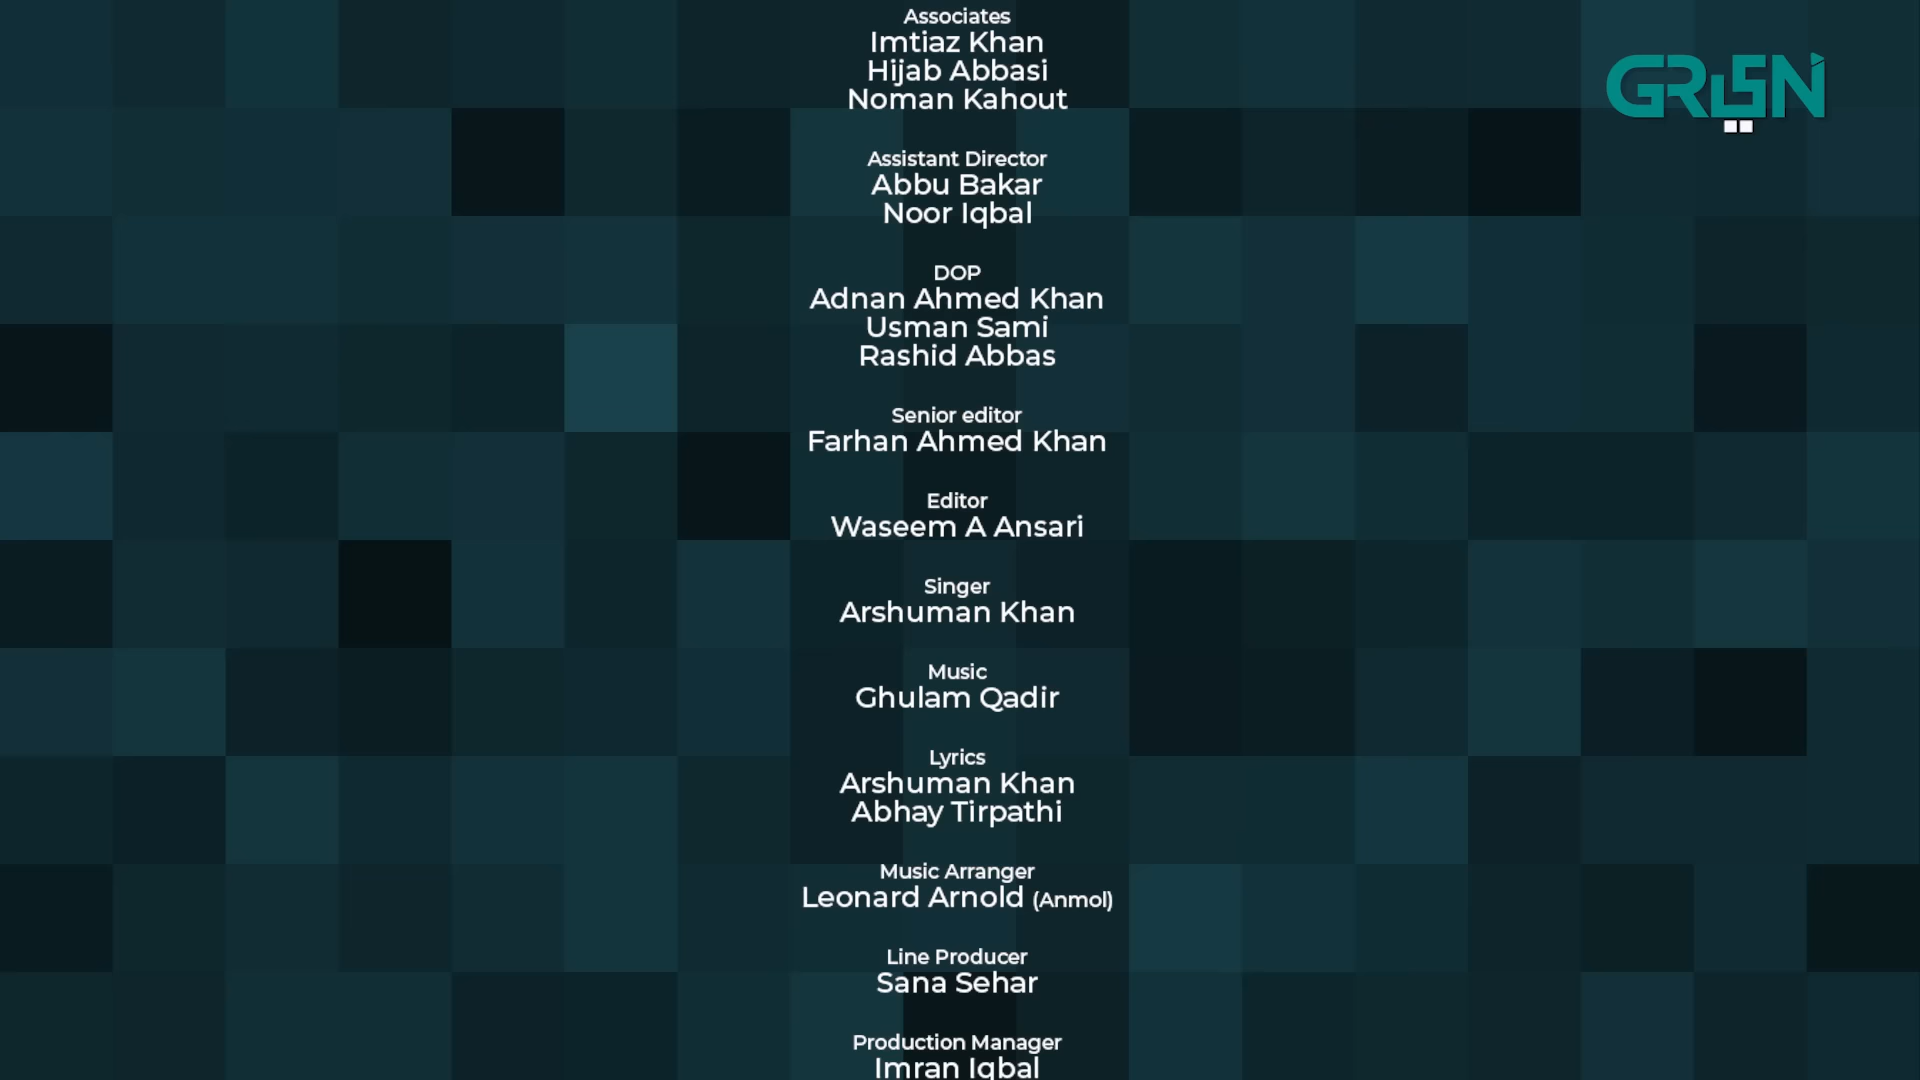 Associates
Imtiaz Khan
Hijab Abbasi
Noman Kahout
GREEN
Assistant Director
Abbu Bakar
Noor Iqbal
DOP
Adnan Ahmed Khan
Usman Sami
Rashid Abbas
Senior editor
Farhan Ahmed Khan
Editor
Waseem A Ansari
Singer
Arshuman Khan
Music
Ghulam Qadir
Lyrics
Arshuman Khan
Abhay Tirpathi
Music Arranger
Leonard Arnold (Anmol)
Line Producer
Sana Sehar
Production Manager
Imran Iqbal